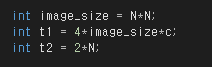 int image_size = N*N;
int t1 = 4*image_size*c;
int t2 = 2*N;